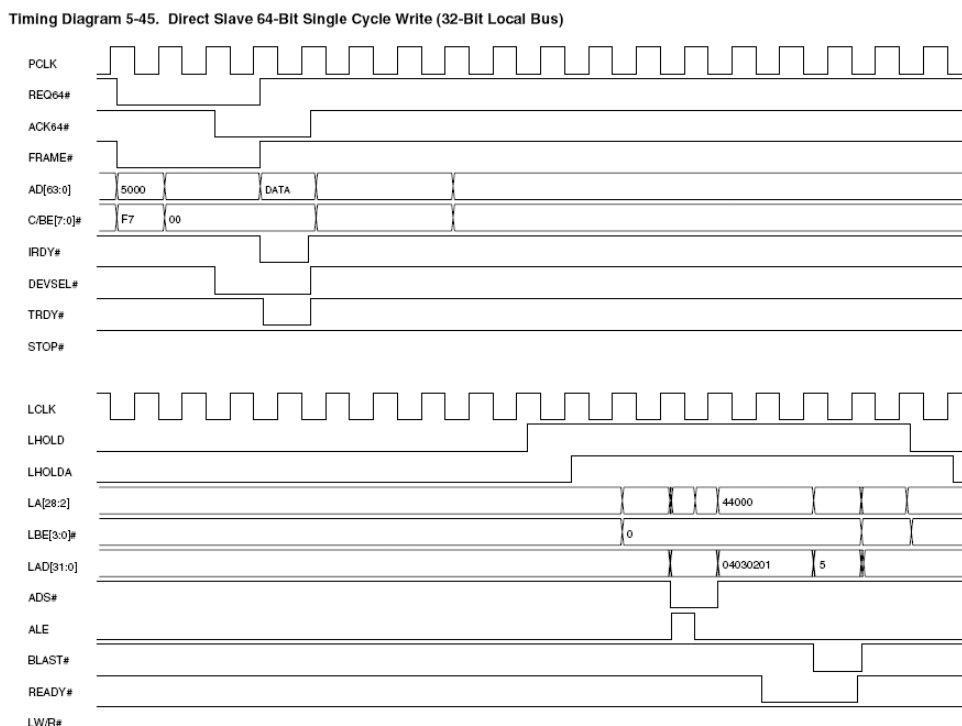 Timing Diagram 5-45.  Direct Slave 64-Bit Single Cycle Write (32-Bit Local Bus)
PCLK
REQ64#
ACK64#
FRAME#
AD[63:0] 5000 DATA
C/BE[7:0]# F7 00
IRDY#
DEVSEL#
TRDY#
STOP#
LCLK
LHOLD
LHOLDA
LA[28:2] 44000
LBE[3:0]# 0
LAD[31:0] 04030201 5
ADS#
ALE
BLAST#
READY#
LW/R#